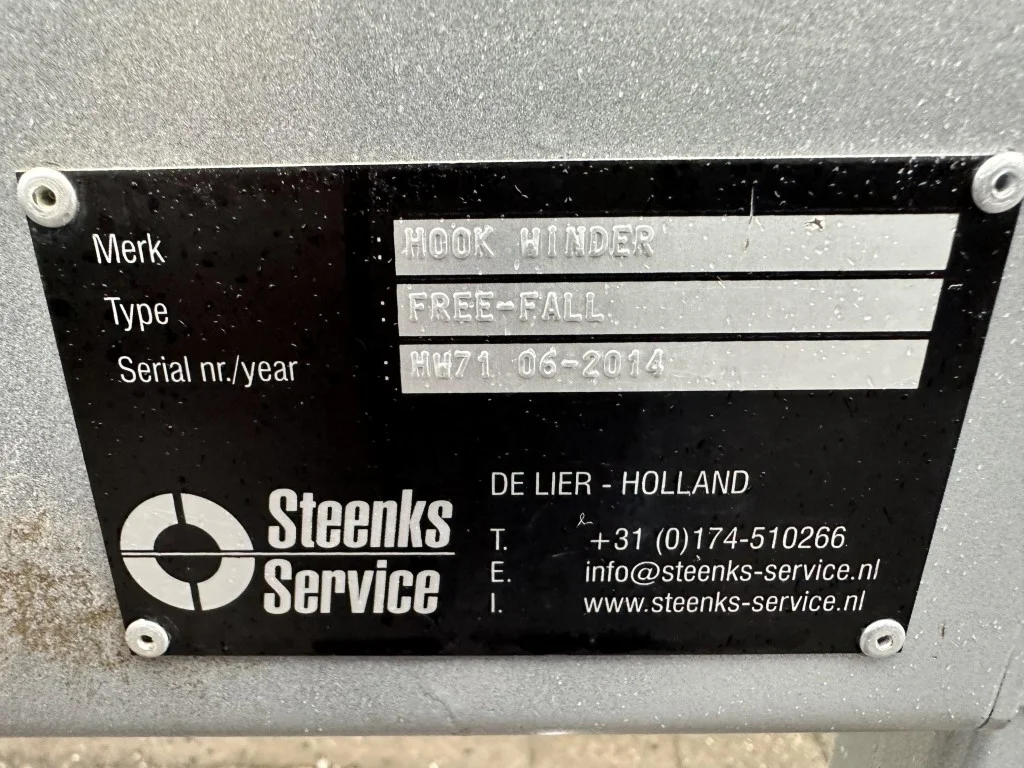 Merk HOOK WINDER
Type FREE-FALL
Serial nr./year HW71 06-2014
Steenks
Service
DE LIER - HOLLAND
T. +31 (0)174-510266
E. info@steenks-service.nl
I. www.steenks-service.nl